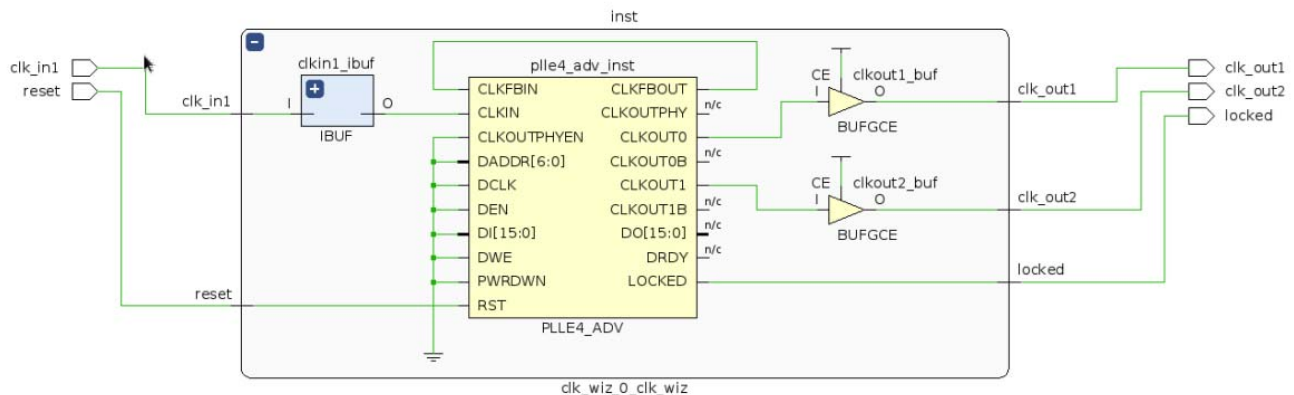 inst
clk_in1
reset
clk_in1
reset
clkin1_ibuf
I
O
IBUF
plle4_adv_inst
CLKFBIN
CLKIN
CLKOUTPHYEN
DADDR[6:0]
DCLK
DEN
DI[15:0]
DWE
PWRDWN
RST
CLKFBOUT
CLKOUTPHY
n/c
CLKOUT0
CLKOUT0B
n/c
CLKOUT1
CLKOUT1B
n/c
DO[15:0]
n/c
DRDY
n/c
LOCKED
PLLE4_ADV
CE
clkout1_buf
I
O
BUFGCE
CE
clkout2_buf
I
O
BUFGCE
clk_out1
clk_out2
locked
clk_out1
clk_out2
locked
clk_wiz_0_clk_wiz